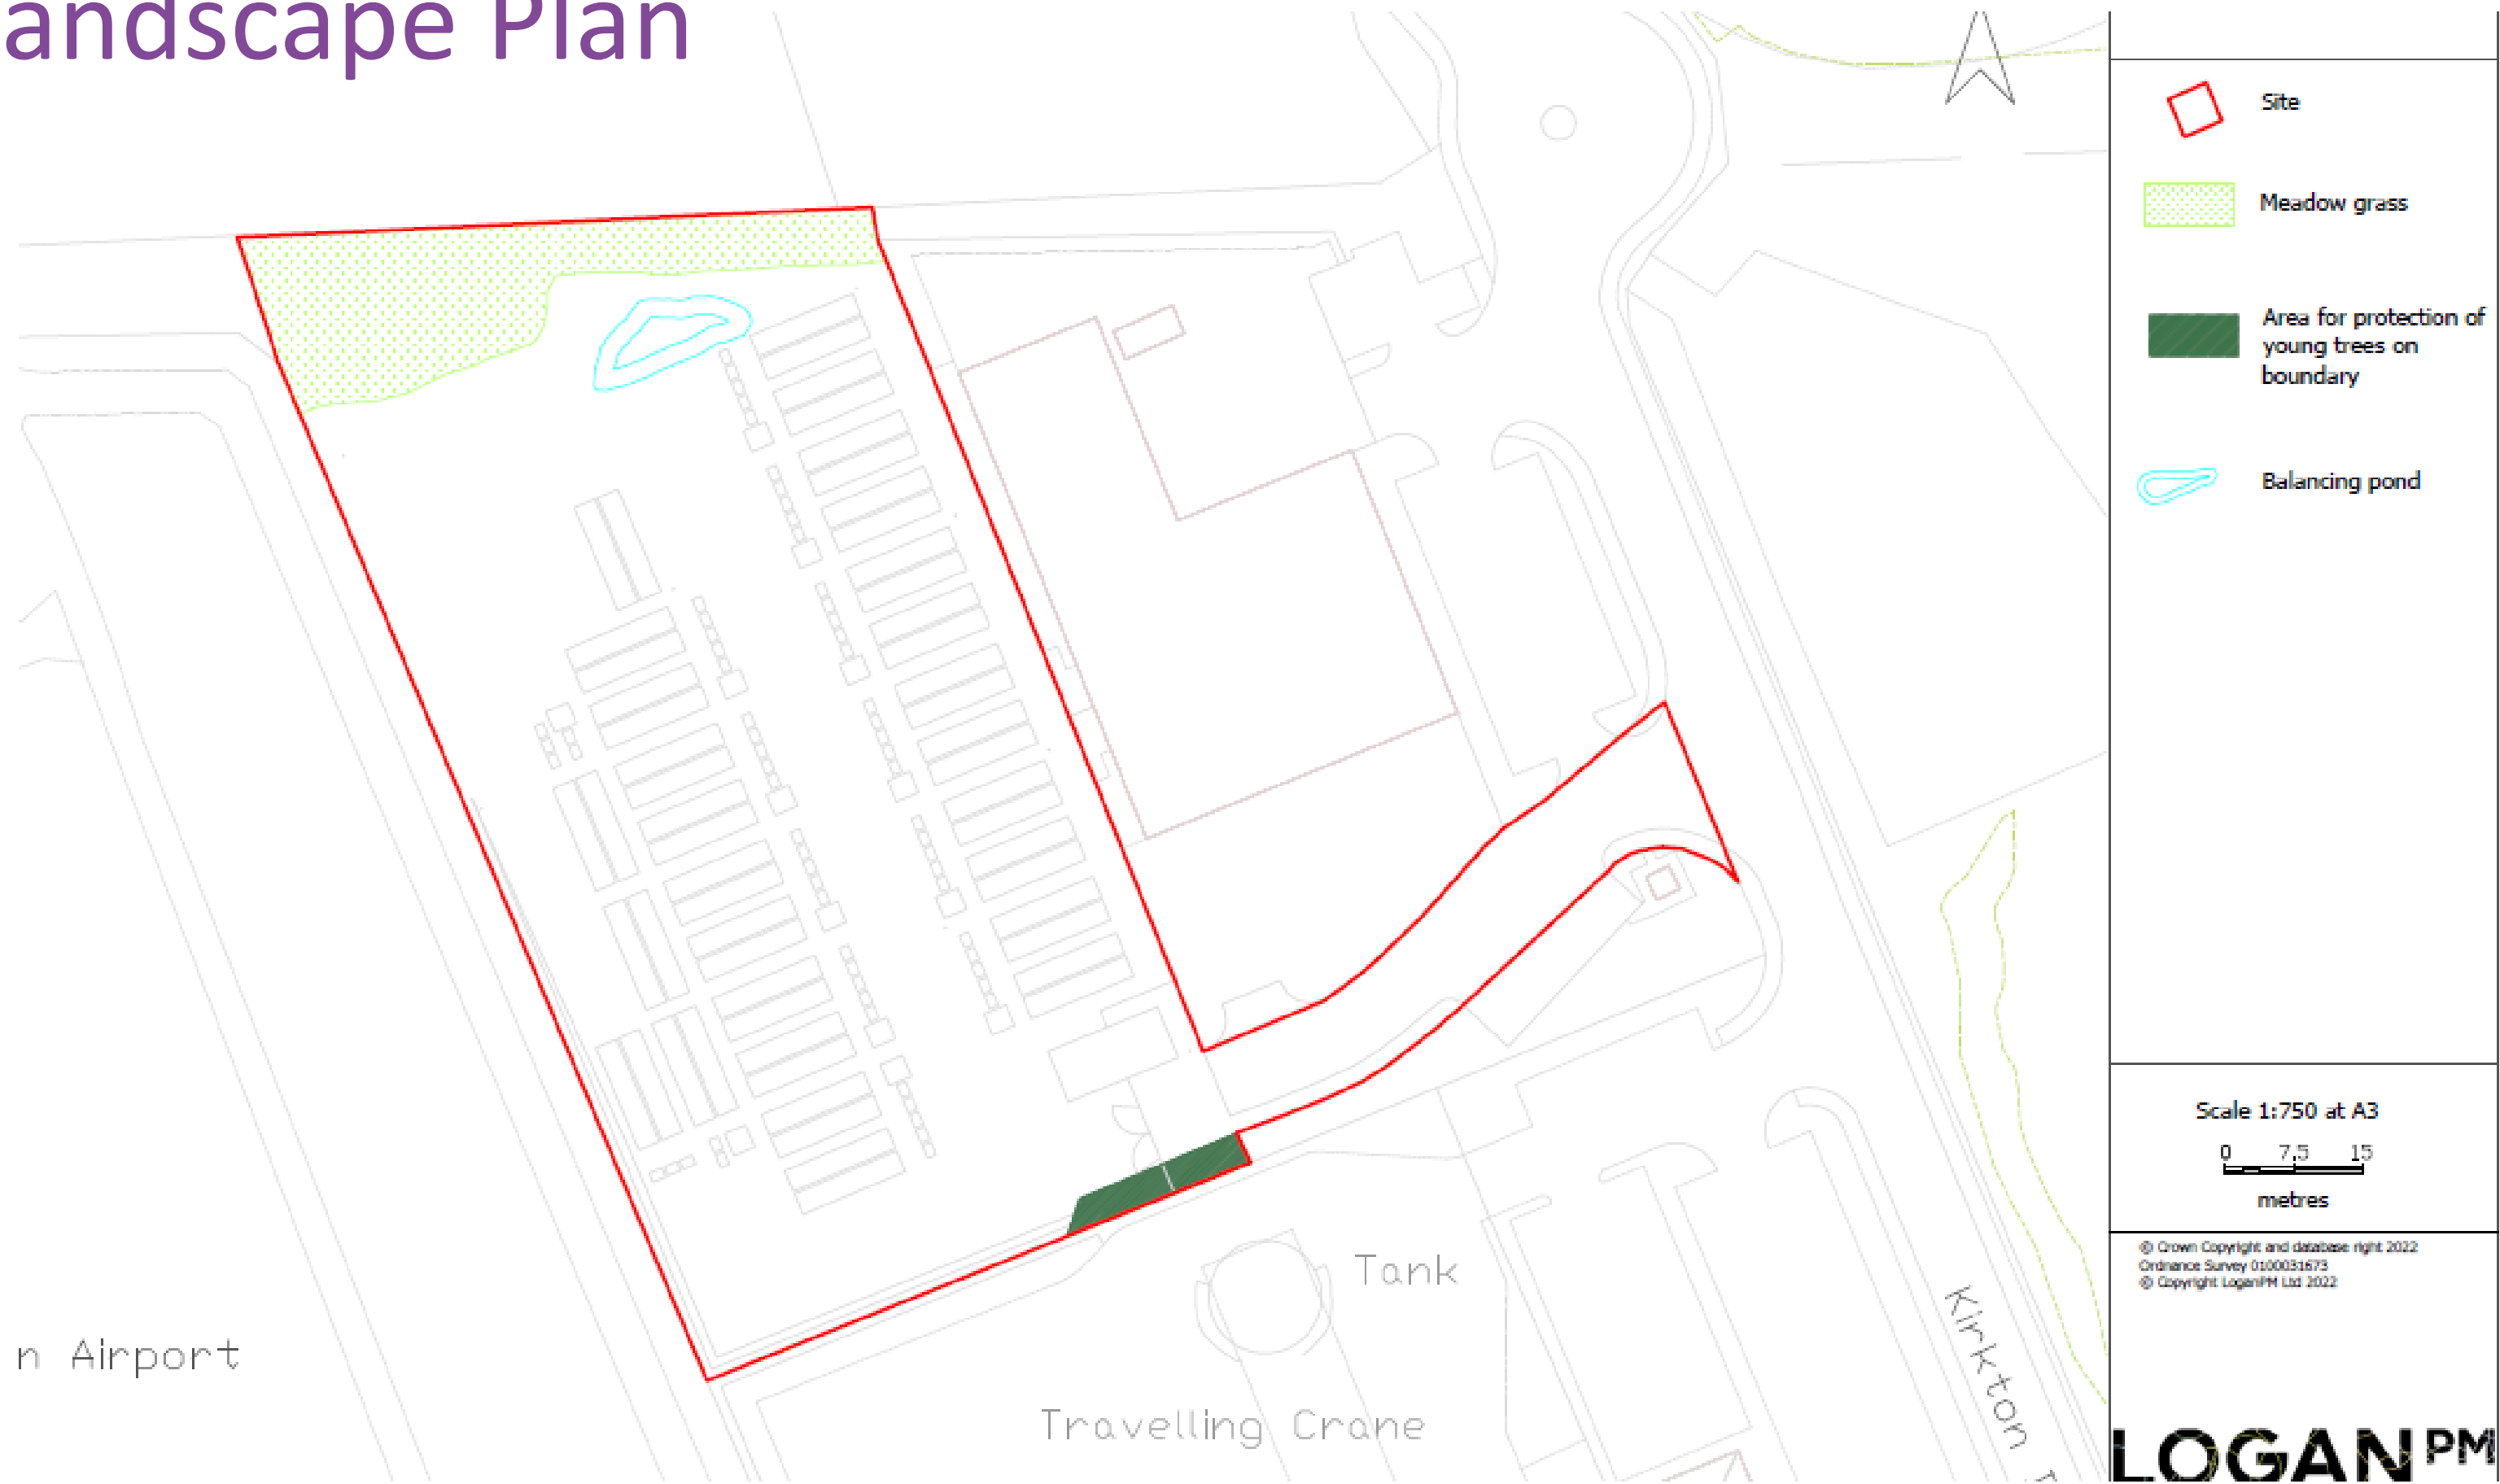 andscape Plan
Site
Meadow grass
Area for protection of
young trees on
boundary
Balancing pond
Scale 1:750 at A3
0 7.5 15
metres
© Crown Copyright and database right 2022
Ordnance Survey 0100031673
© Copyright LoganPM Ltd 2022
LOGAN PM
Tank
Travelling Crane
n Airport
Kirkton